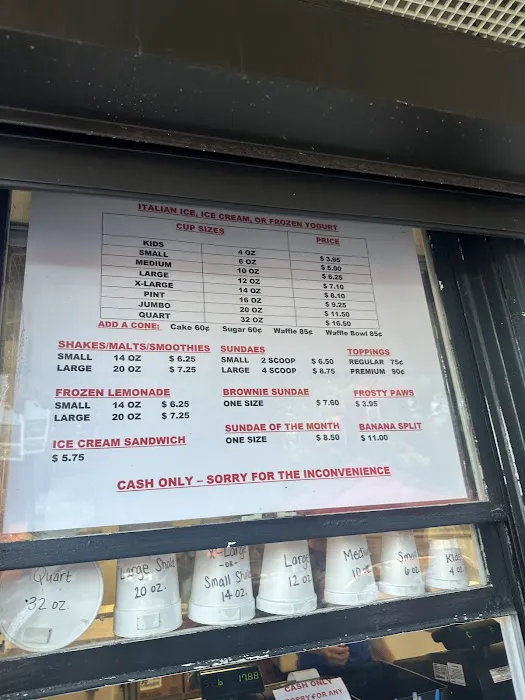 ITALIAN ICE, ICE CREAM, OR FROZEN YOGURT
CUP SIZES PRICE
KIDS 4 OZ $ 3.95
SMALL 6 OZ $ 5.00
MEDIUM 10 OZ $ 6.25
LARGE 12 OZ $ 7.10
X-LARGE 14 OZ $ 8.10
PINT 16 OZ $ 9.25
JUMBO 20 OZ $ 11.50
QUART 32 OZ $ 16.50
ADD A CONE: Cake 60¢ Sugar 60¢ Waffle 85¢ Waffle Bowl 85¢
SHAKES/MALTS/SMOOTHIES
SMALL 14 OZ $ 6.25
LARGE 20 OZ $ 7.25
SUNDAES
SMALL 2 SCOOP $ 6.50
LARGE 4 SCOOP $ 8.75
TOPPINGS
REGULAR 75¢
PREMIUM 90¢
FROZEN LEMONADE
SMALL 14 OZ $ 6.25
LARGE 20 OZ $ 7.25
BROWNIE SUNDAE
ONE SIZE $ 7.60
FROSTY PAWS
$ 3.95
ICE CREAM SANDWICH
$ 5.75
SUNDAE OF THE MONTH
ONE SIZE $ 8.50
BANANA SPLIT
$ 11.00
CASH ONLY – SORRY FOR THE INCONVENIENCE
Quart
32 oz.
Large Shake
20 oz.
X-Large
-OR-
Small Sha
14 oz.
Large
12 oz
Mediu
10
Small
6 oz
Kids
4 oz
CASH ONLY
SORRY FOR ANY